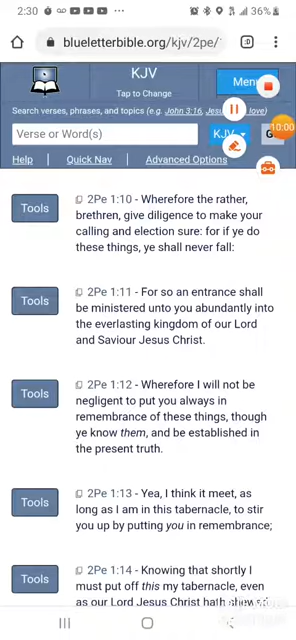 2:30 36%
blueletterbible.org/kjv/2pe/ :D
KJV
Tap to Change
Menu
Search verses, phrases, and topics (e.g. John 3:16, Jesus love)
10:00
Verse or Word(s) KJV G
Help Quick Nav Advanced Options
Tools
2Pe 1:10 - Wherefore the rather,
brethren, give diligence to make your
calling and election sure: for if ye do
these things, ye shall never fall:
Tools
2Pe 1:11 - For so an entrance shall
be ministered unto you abundantly into
the everlasting kingdom of our Lord
and Saviour Jesus Christ.
Tools
2Pe 1:12 - Wherefore I will not be
negligent to put you always in
remembrance of these things, though
ye know them, and be established in
the present truth.
Tools
2Pe 1:13 - Yea, I think it meet, as
long as I am in this tabernacle, to stir
you up by putting you in remembrance;
Tools
2Pe 1:14 - Knowing that shortly I
must put off this my tabernacle, even
as our Lord Jesus Christ hath shewed